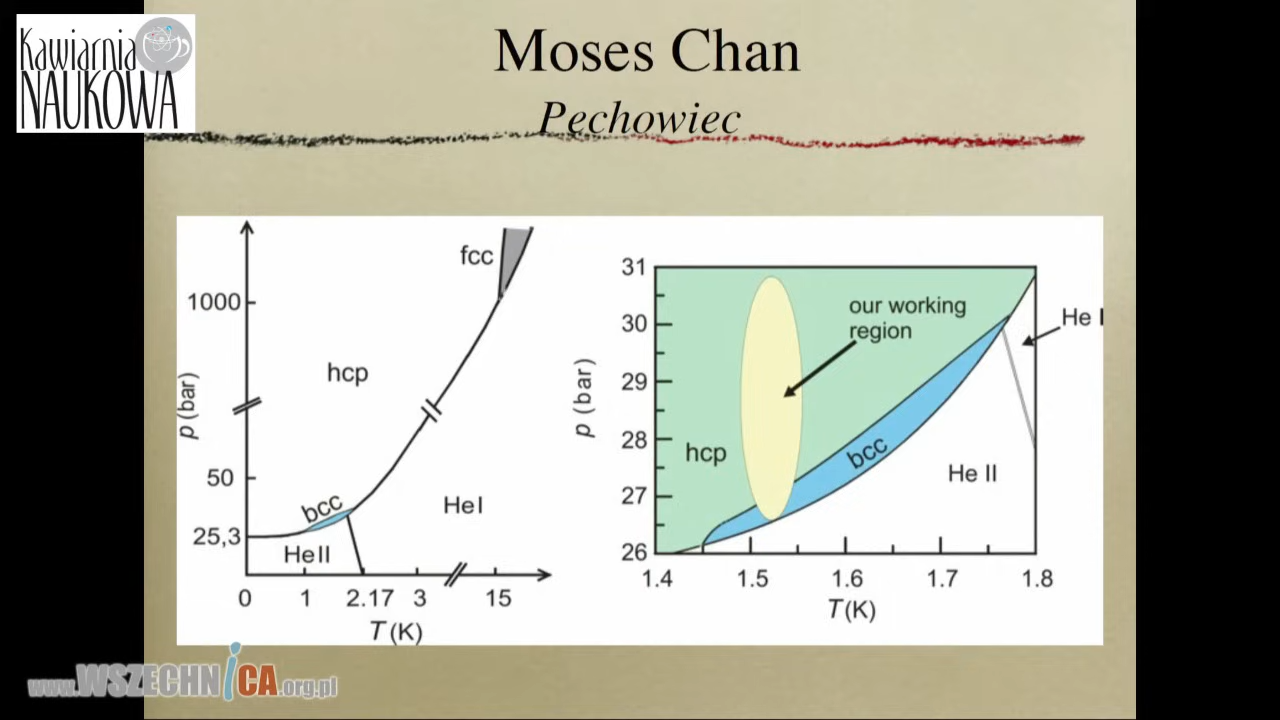 Kawiarnia
NAUKOWA
Moses Chan
Pechowiec
fcc
1000
hcp
p (bar)
50
bcc
HeI
25,3
HeII
0 1 2.17 3 15
T (K)
31
our working
region
He I
30
29
p (bar)
28
hcp
bcc
He II
27
26
1.4 1.5 1.6 1.7 1.8
T (K)
www.WSZECHNiCA.org.pl